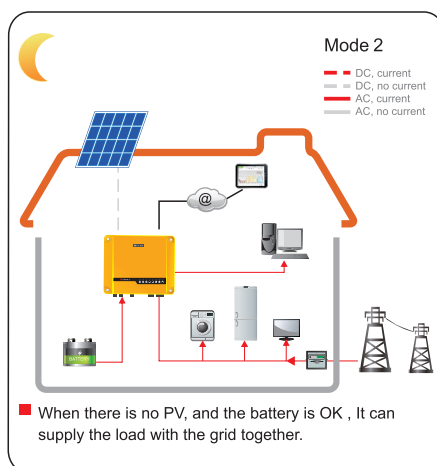 Mode 2
DC, current
DC, no current
AC, current
AC, no current
@
BATTERY
When there is no PV, and the battery is OK , It can
supply the load with the grid together.